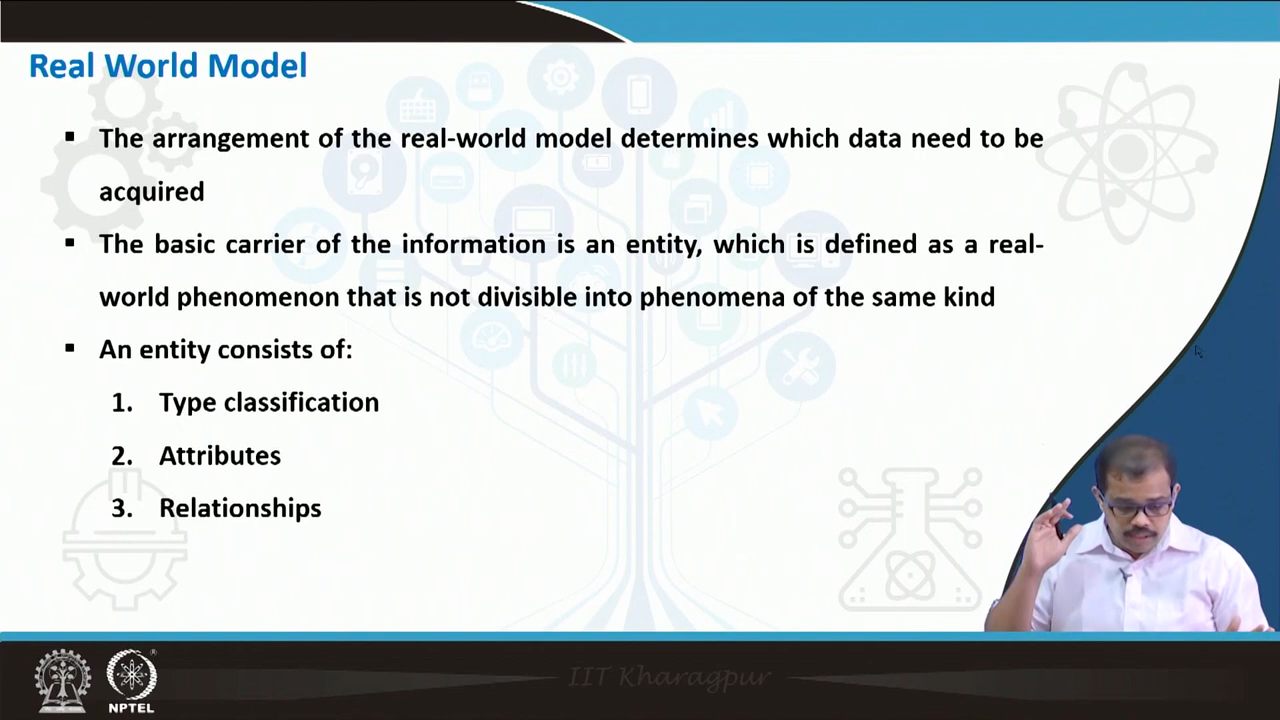 Real World Model
▪ The arrangement of the real-world model determines which data need to be
acquired
▪ The basic carrier of the information is an entity, which is defined as a real-
world phenomenon that is not divisible into phenomena of the same kind
▪ An entity consists of:
1. Type classification
2. Attributes
3. Relationships
IIT Kharagpur
NPTEL